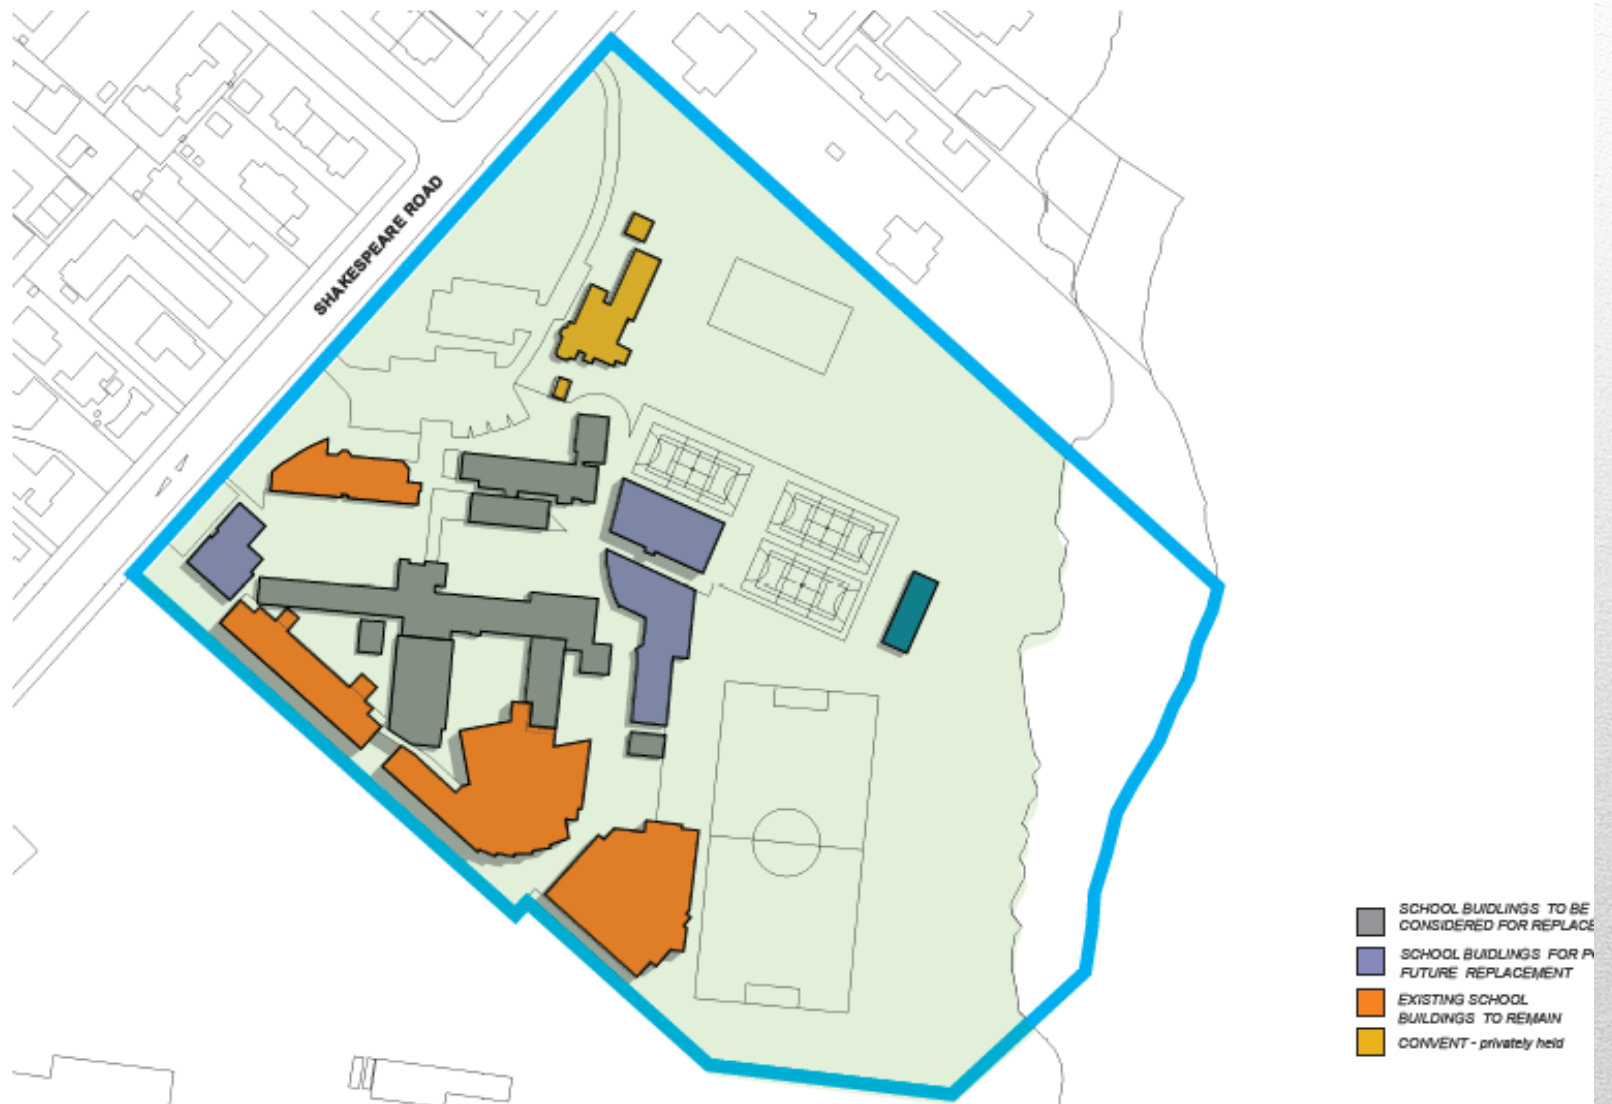 SHAKESPEARE ROAD
SCHOOL BUIDLINGS TO BE
CONSIDERED FOR REPLACE
SCHOOL BUIDLINGS FOR P
FUTURE REPLACEMENT
EXISTING SCHOOL
BUILDINGS TO REMAIN
CONVENT - privately held